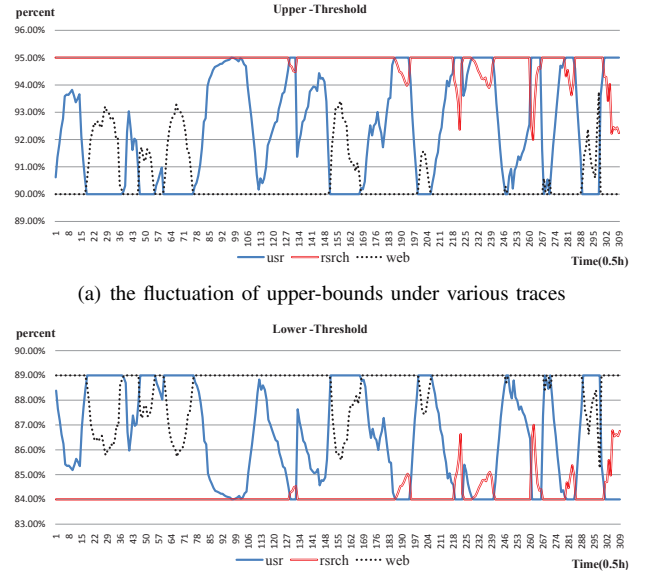 percent
Upper -Threshold
96.00%
95.00%
94.00%
93.00%
92.00%
91.00%
90.00%
89.00%
1 8 15 22 29 36 43 50 57 64 71 78 85 92 99 106 113 120 127 134 141 148 155 162 169 176 183 190 197 204 211 218 225 232 239 246 253 260 267 274 281 288 295 302 309
usr rsrch web
Time(0.5h)
(a) the fluctuation of upper-bounds under various traces
percent
Lower -Threshold
90.00%
89.00%
88.00%
87.00%
86.00%
85.00%
84.00%
83.00%
1 8 15 22 29 36 43 50 57 64 71 78 85 92 99 106 113 120 127 134 141 148 155 162 169 176 183 190 197 204 211 218 225 232 239 246 253 260 267 274 281 288 295 302 309
usr rsrch web
Time(0.5h)